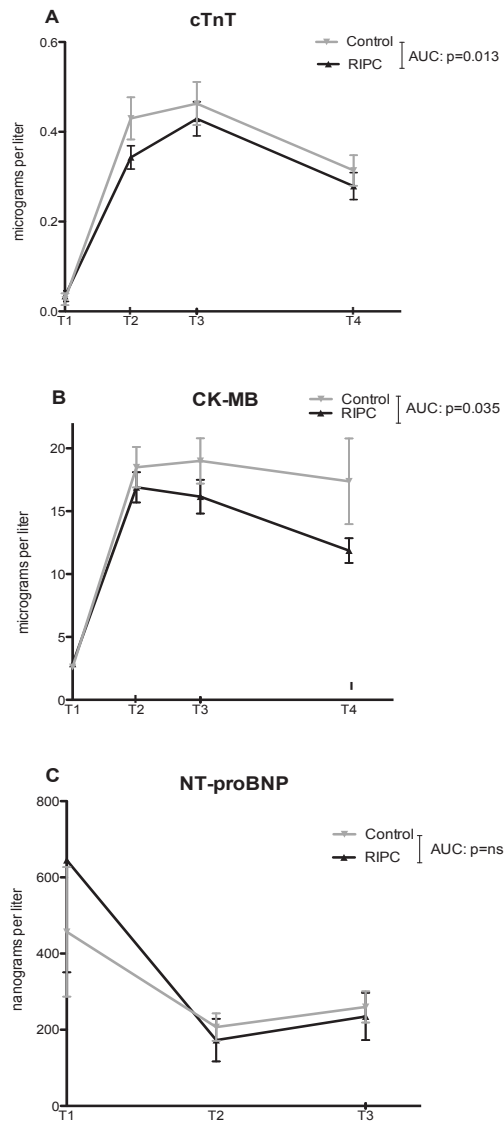 A
cTnT
Control
RIPC
AUC: p=0.013
micrograms per liter
0.6
0.4
0.2
0.0
T1 T2 T3 T4
B
CK-MB
Control
RIPC
AUC: p=0.035
micrograms per liter
20
15
10
5
0
T1 T2 T3 T4
C
NT-proBNP
Control
RIPC
AUC: p=ns
nanograms per liter
800
600
400
200
0
T1 T2 T3